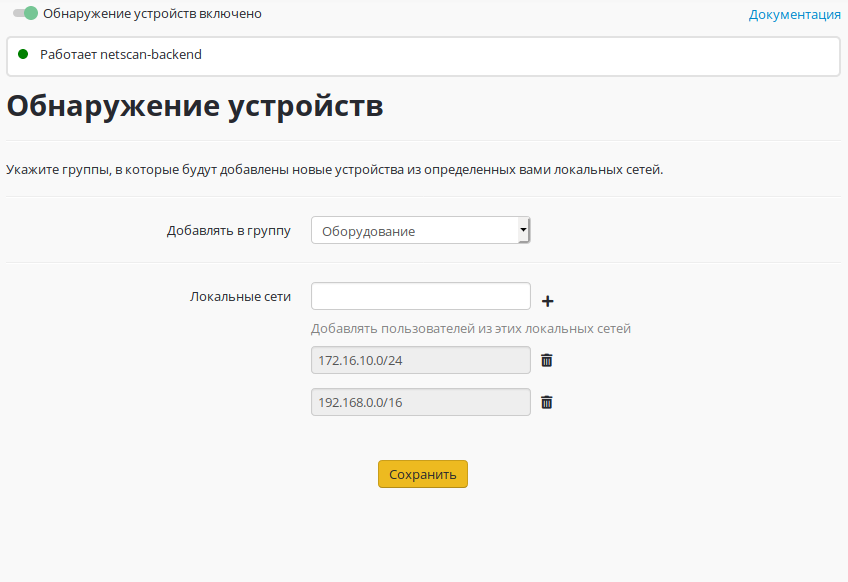 Обнаружение устройств включено
Документация
Работает netscan-backend
Обнаружение устройств
Укажите группы, в которые будут добавлены новые устройства из определенных вами локальных сетей.
Добавлять в группу
Оборудование
Локальные сети
Добавлять пользователей из этих локальных сетей
172.16.10.0/24
192.168.0.0/16
Сохранить